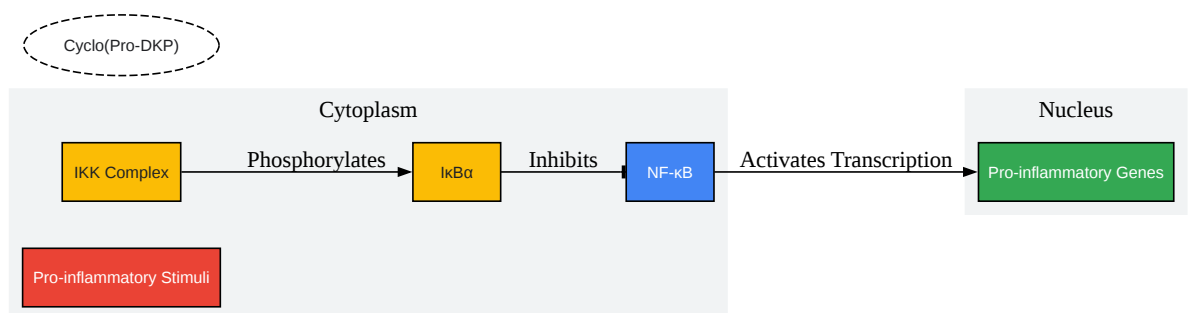 Cyclo(Pro-DKP)
Cytoplasm
Nucleus
Phosphorylates
Inhibits
Activates Transcription
IKK Complex
IκBα
NF-κB
Pro-inflammatory Genes
Pro-inflammatory Stimuli